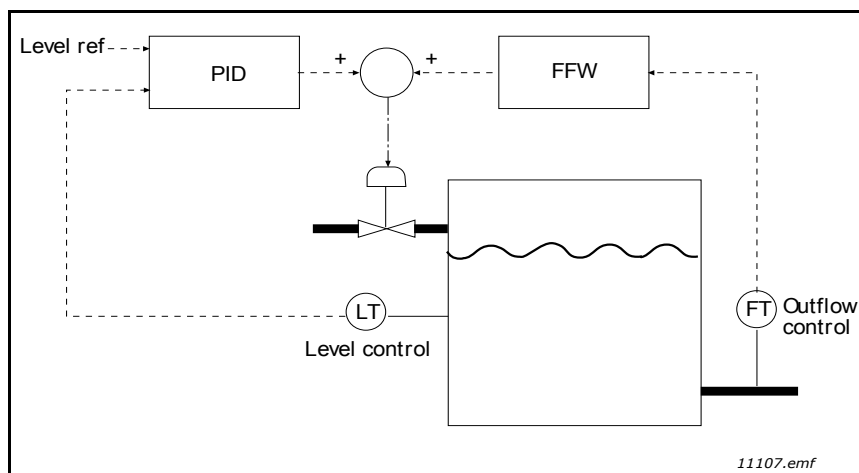 Level ref
PID
+
+
FFW
LT
Level control
FT
Outflow
control
11107.emf